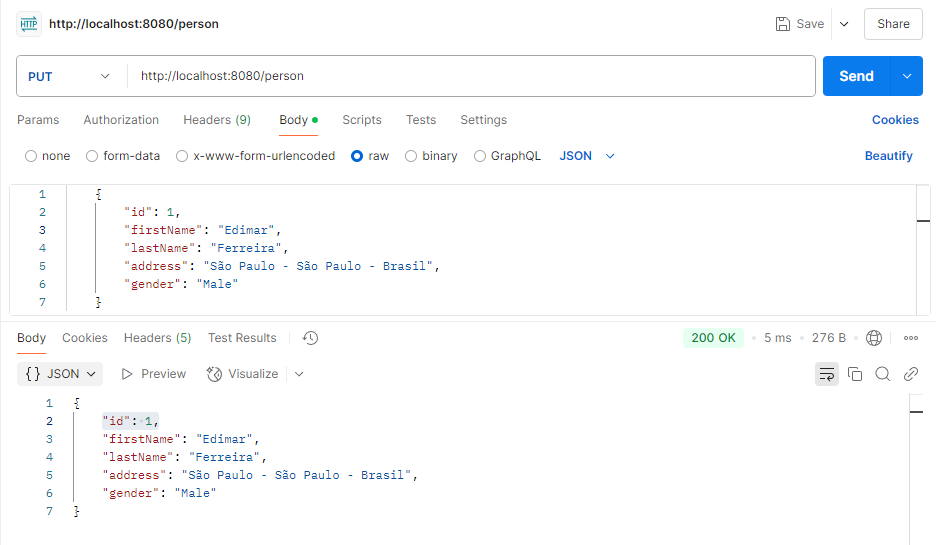 HTTP http://localhost:8080/person Save Share
PUT http://localhost:8080/person Send
Params Authorization Headers (9) Body Scripts Tests Settings Cookies
none form-data x-www-form-urlencoded raw binary GraphQL JSON Beautify
1 {
2 "id": 1,
3 "firstName": "Edimar",
4 "lastName": "Ferreira",
5 "address": "São Paulo - São Paulo - Brasil",
6 "gender": "Male"
7 }
Body Cookies Headers (5) Test Results 200 OK • 5 ms • 276 B •
{} JSON Preview Visualize
1 {
2 "id": 1,
3 "firstName": "Edimar",
4 "lastName": "Ferreira",
5 "address": "São Paulo - São Paulo - Brasil",
6 "gender": "Male"
7 }